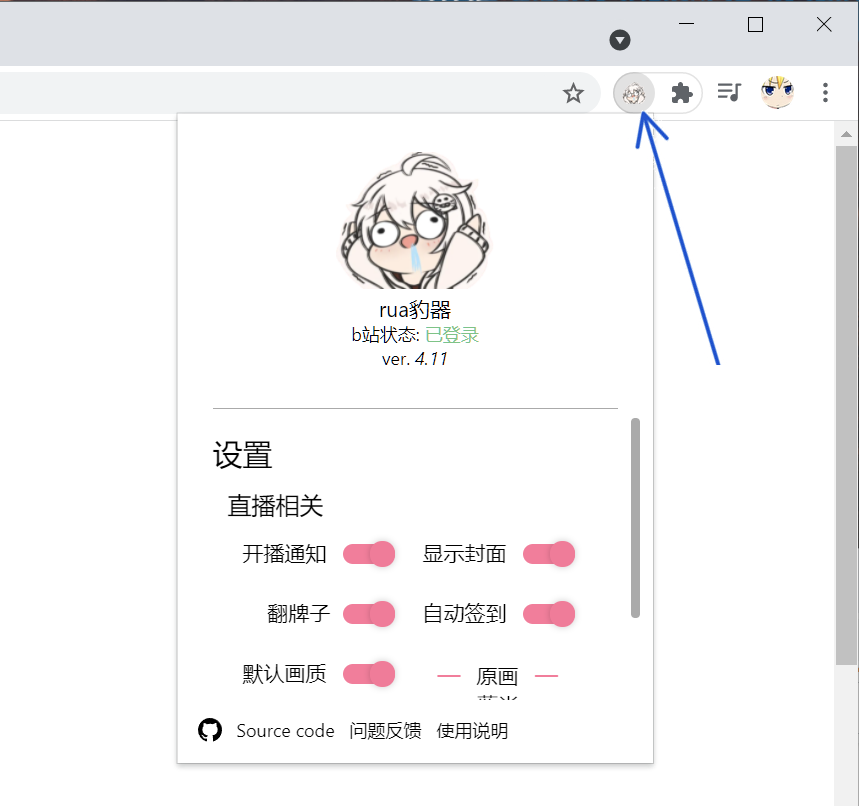 rua豹器
b站状态: 已登录
ver. 4.11
设置
直播相关
开播通知 显示封面
翻牌子 自动签到
默认画质 原画
Source code 问题反馈 使用说明